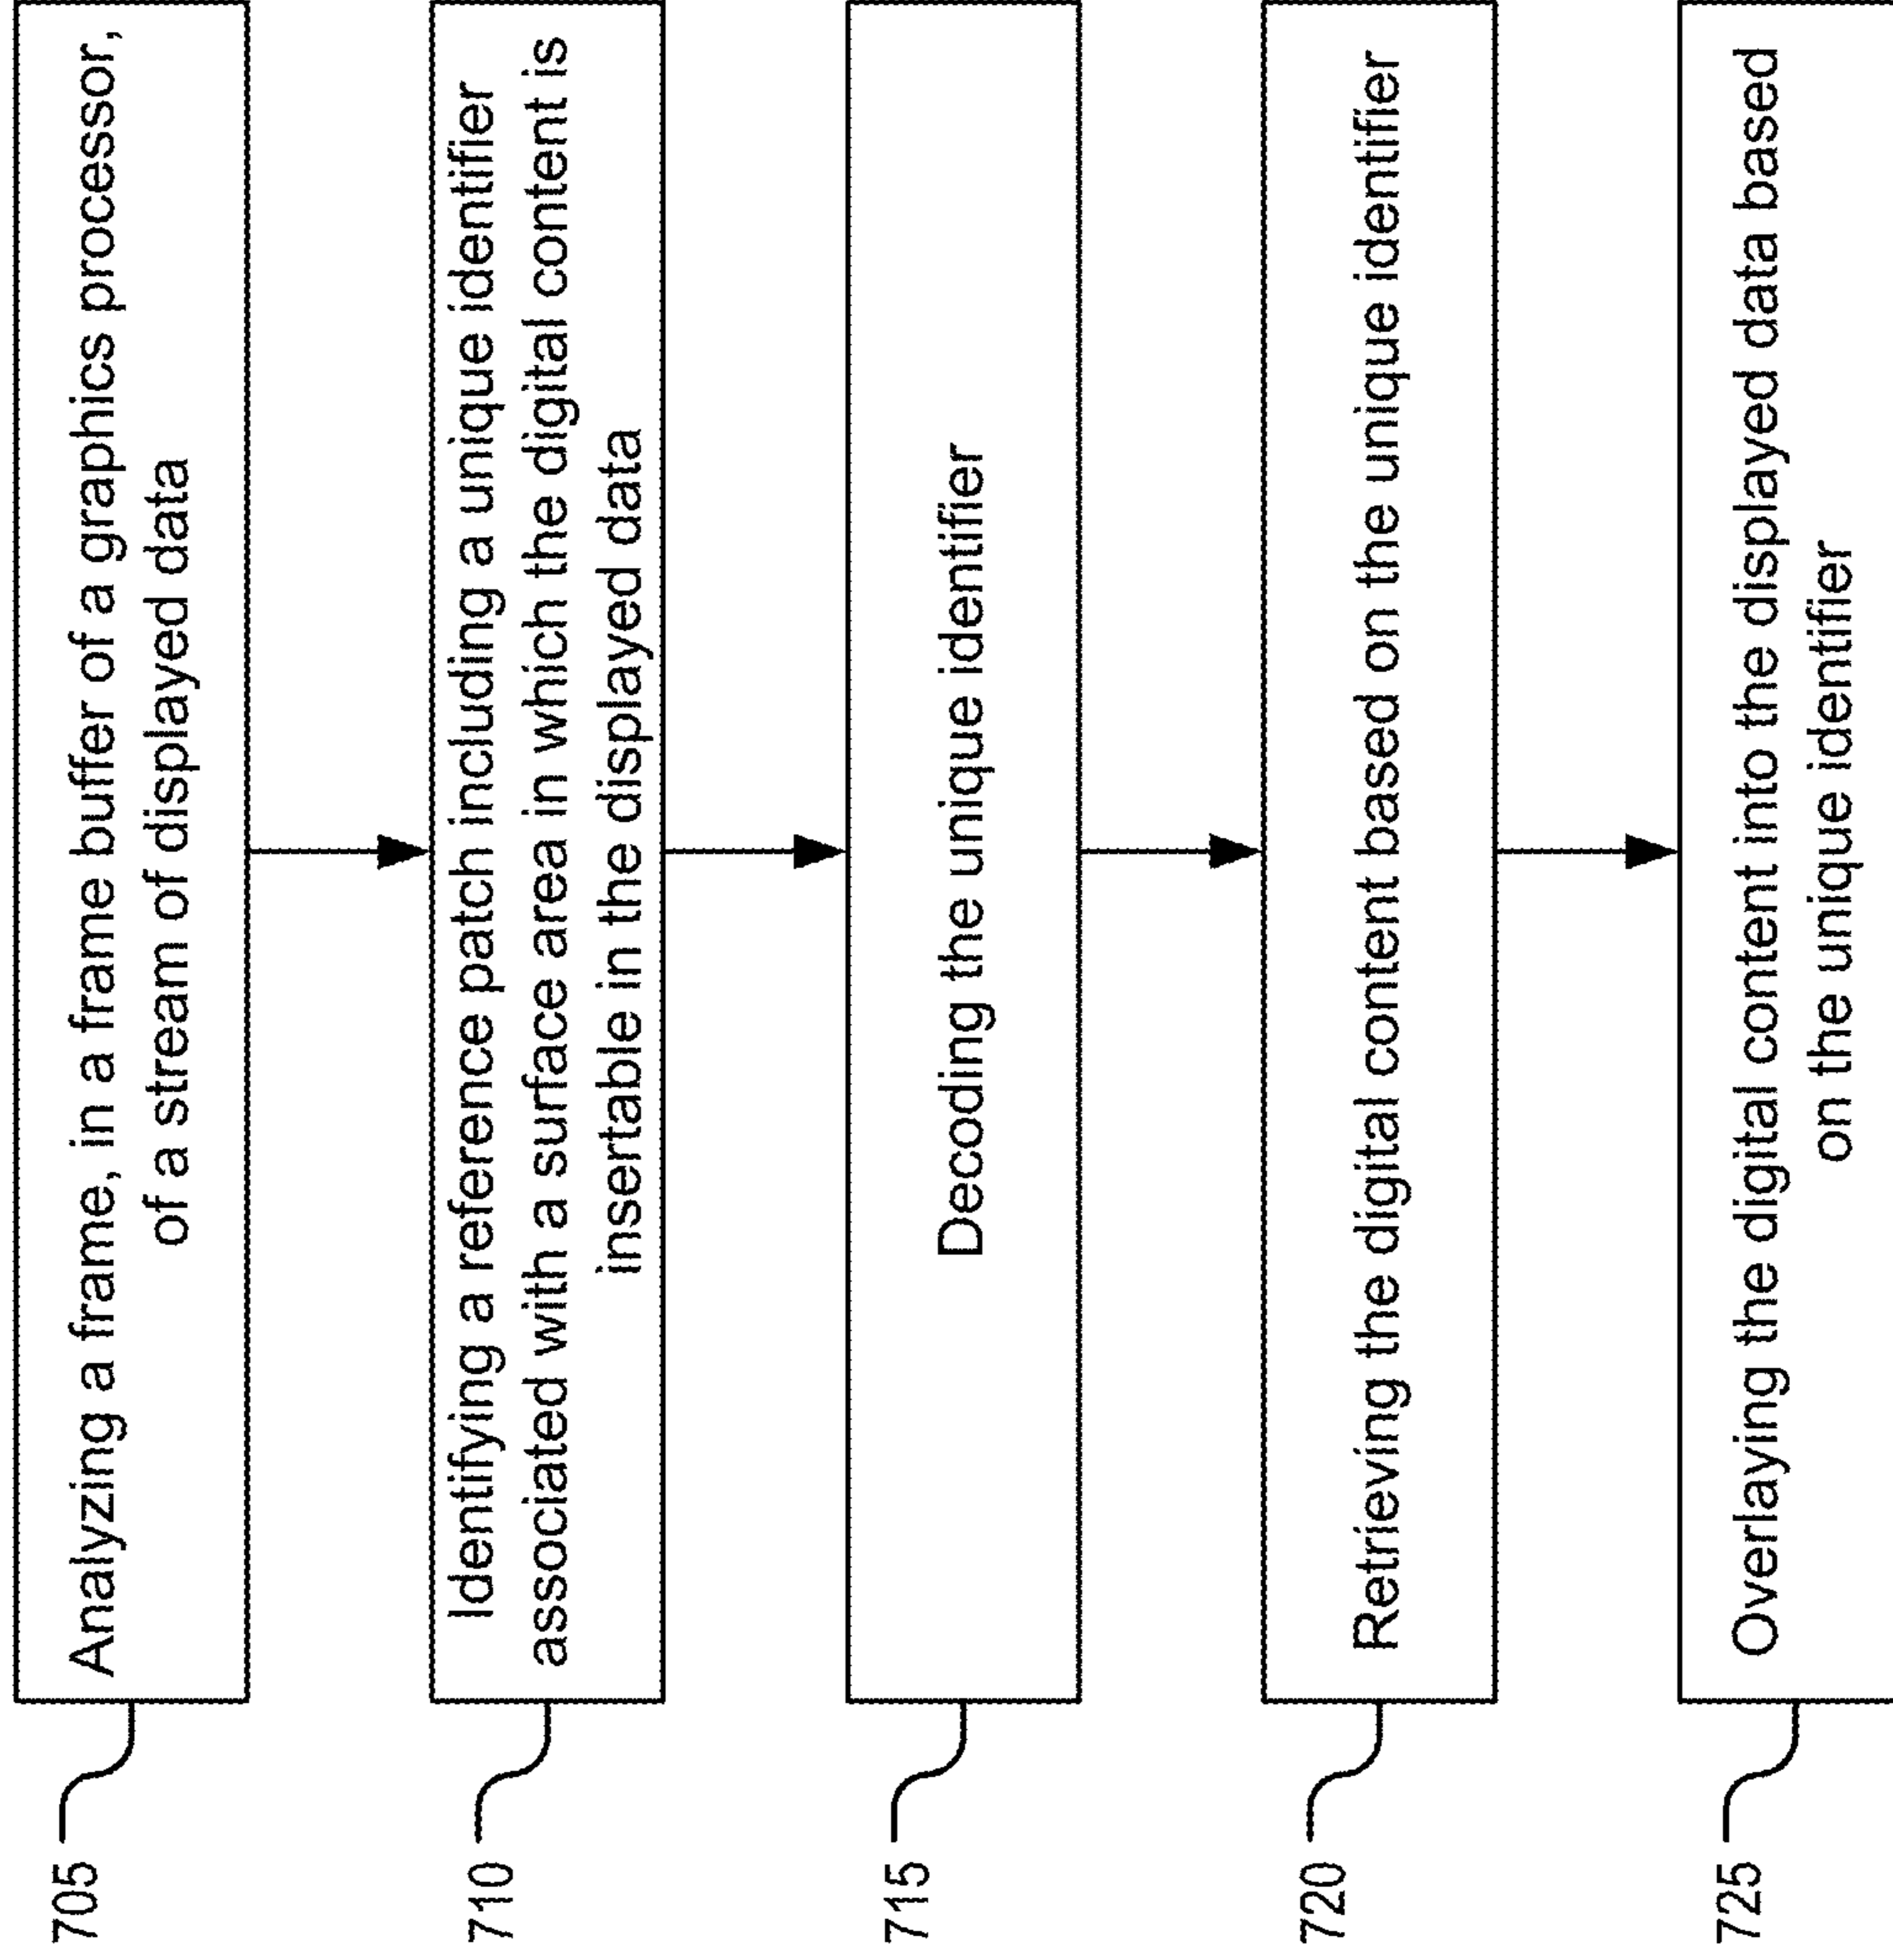 705
Analyzing a frame, in a frame buffer of a graphics processor,
of a stream of displayed data
710
Identifying a reference patch including a unique identifier
associated with a surface area in which the digital content is
insertable in the displayed data
715
Decoding the unique identifier
720
Retrieving the digital content based on the unique identifier
725
Overlaying the digital content into the displayed data based
on the unique identifier